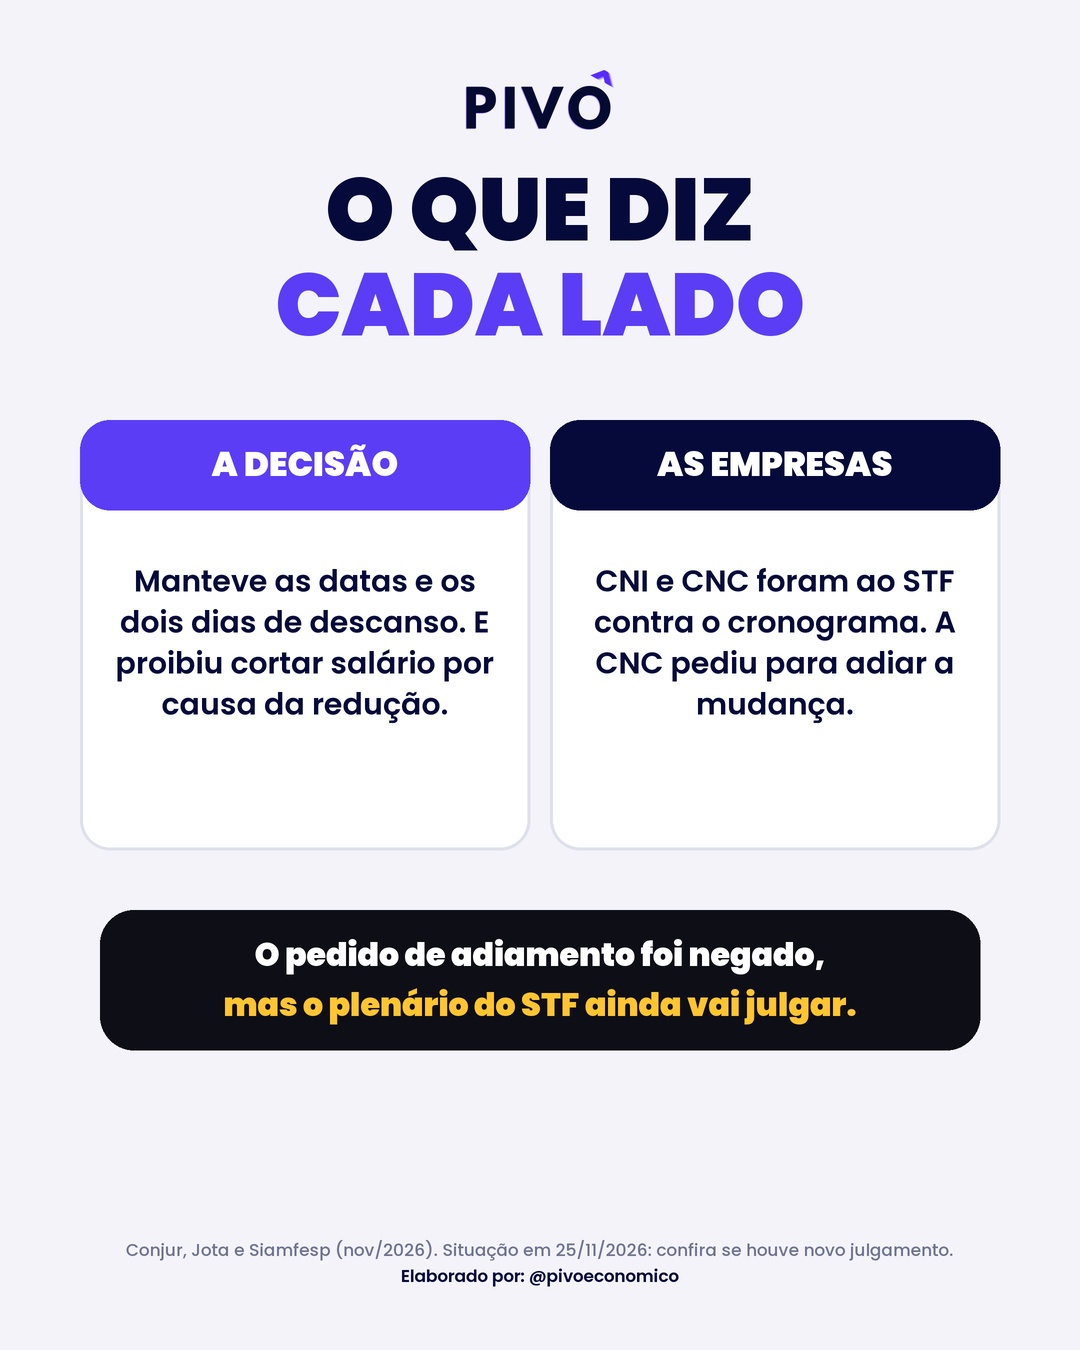 PIVÔ
O QUE DIZ
CADA LADO
A DECISÃO
Manteve as datas e os
dois dias de descanso. E
proibiu cortar salário por
causa da redução.
AS EMPRESAS
CNI e CNC foram ao STF
contra o cronograma. A
CNC pediu para adiar a
mudança.
O pedido de adiamento foi negado,
mas o plenário do STF ainda vai julgar.
Conjur, Jota e Siamfesp (nov/2026). Situação em 25/11/2026: confira se houve novo julgamento.
Elaborado por: @pivoeconomico